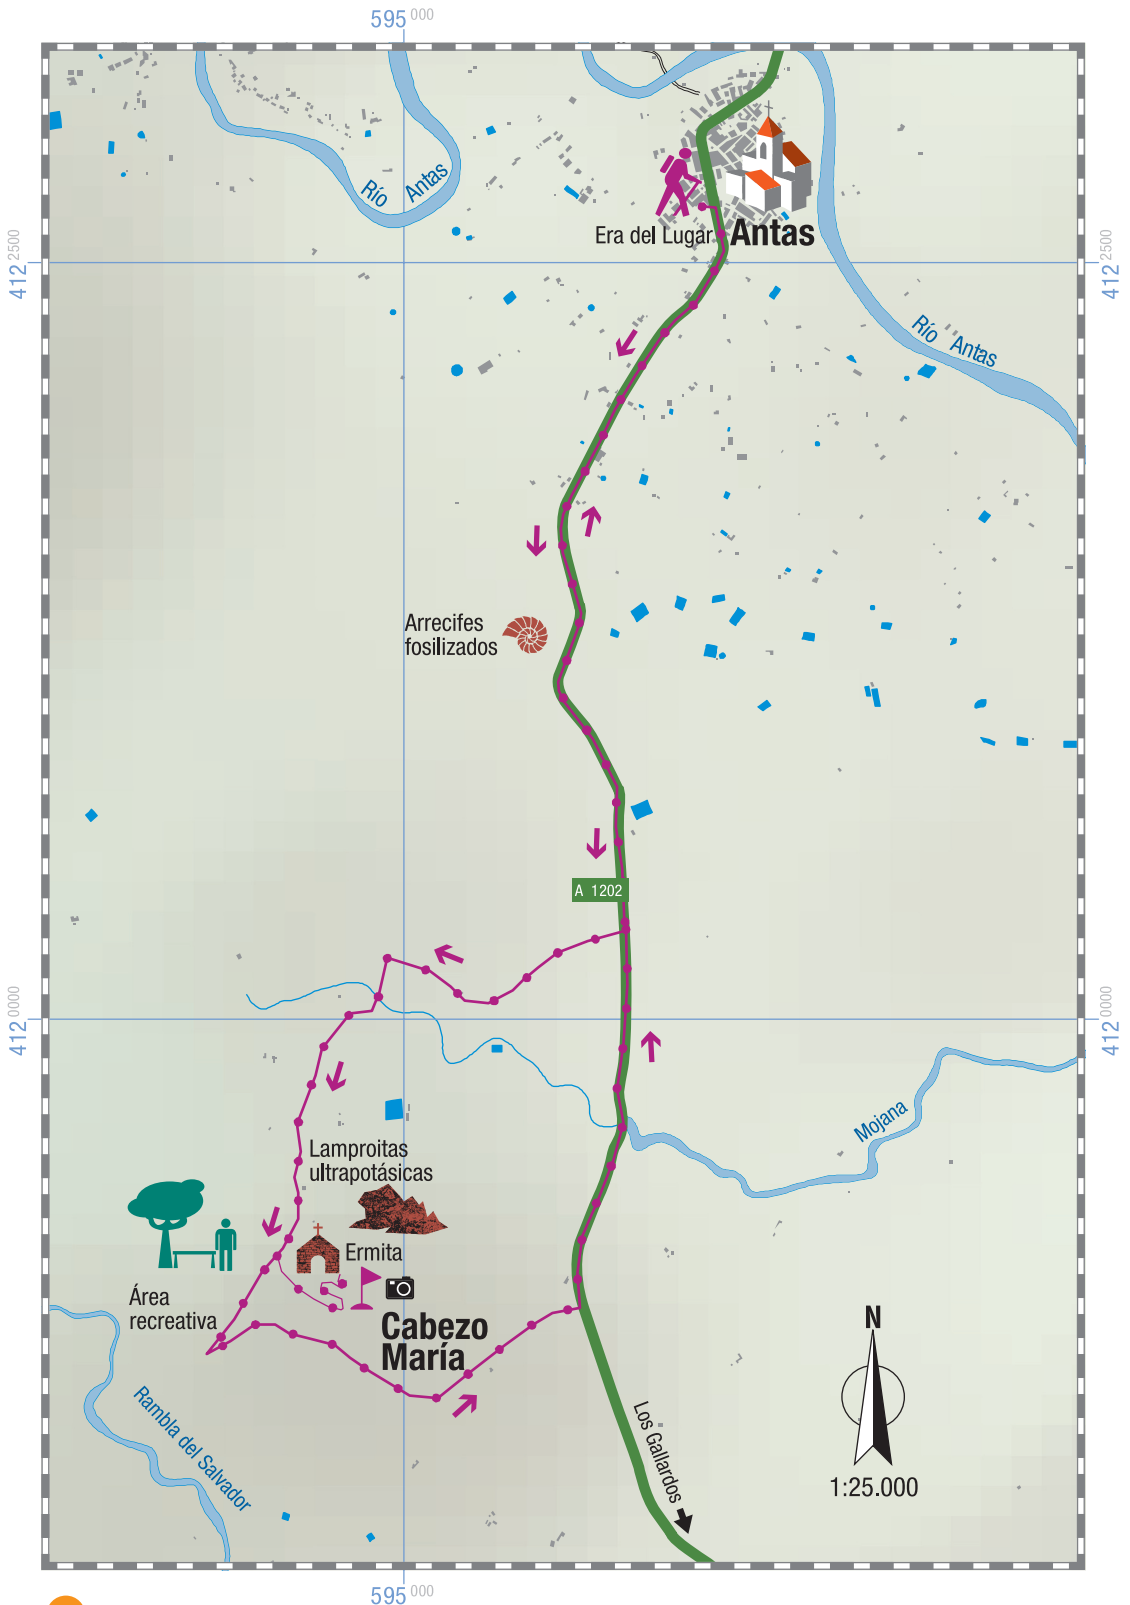 595 000
Río Antas
Era del Lugar
Antas
412 2500
412 2500
Río Antas
Arrecifes
fosilizados
A 1202
412 0000
412 0000
Mojana
Lamproitas
ultrapotásicas
Ermita
Área
recreativa
Cabezo
María
N
Rambla del Salvador
Los Gallardos
1:25.000
595 000